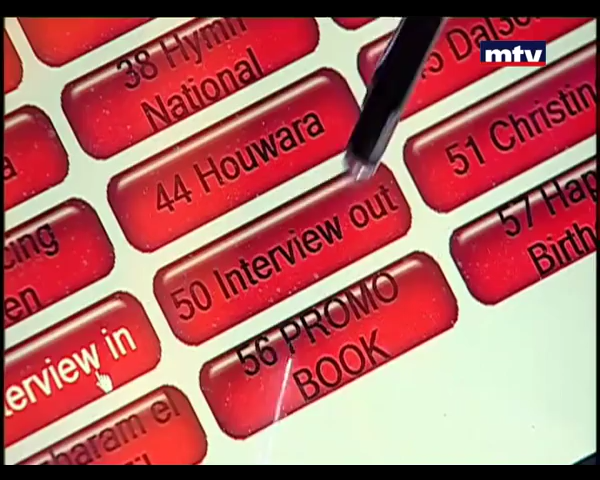 mtv
38 Hymn
National
44 Houwara
51 Christin
50 Interview out
57 Hap
Birth
56 PROMO
BOOK
cing
en
erview in
haram el